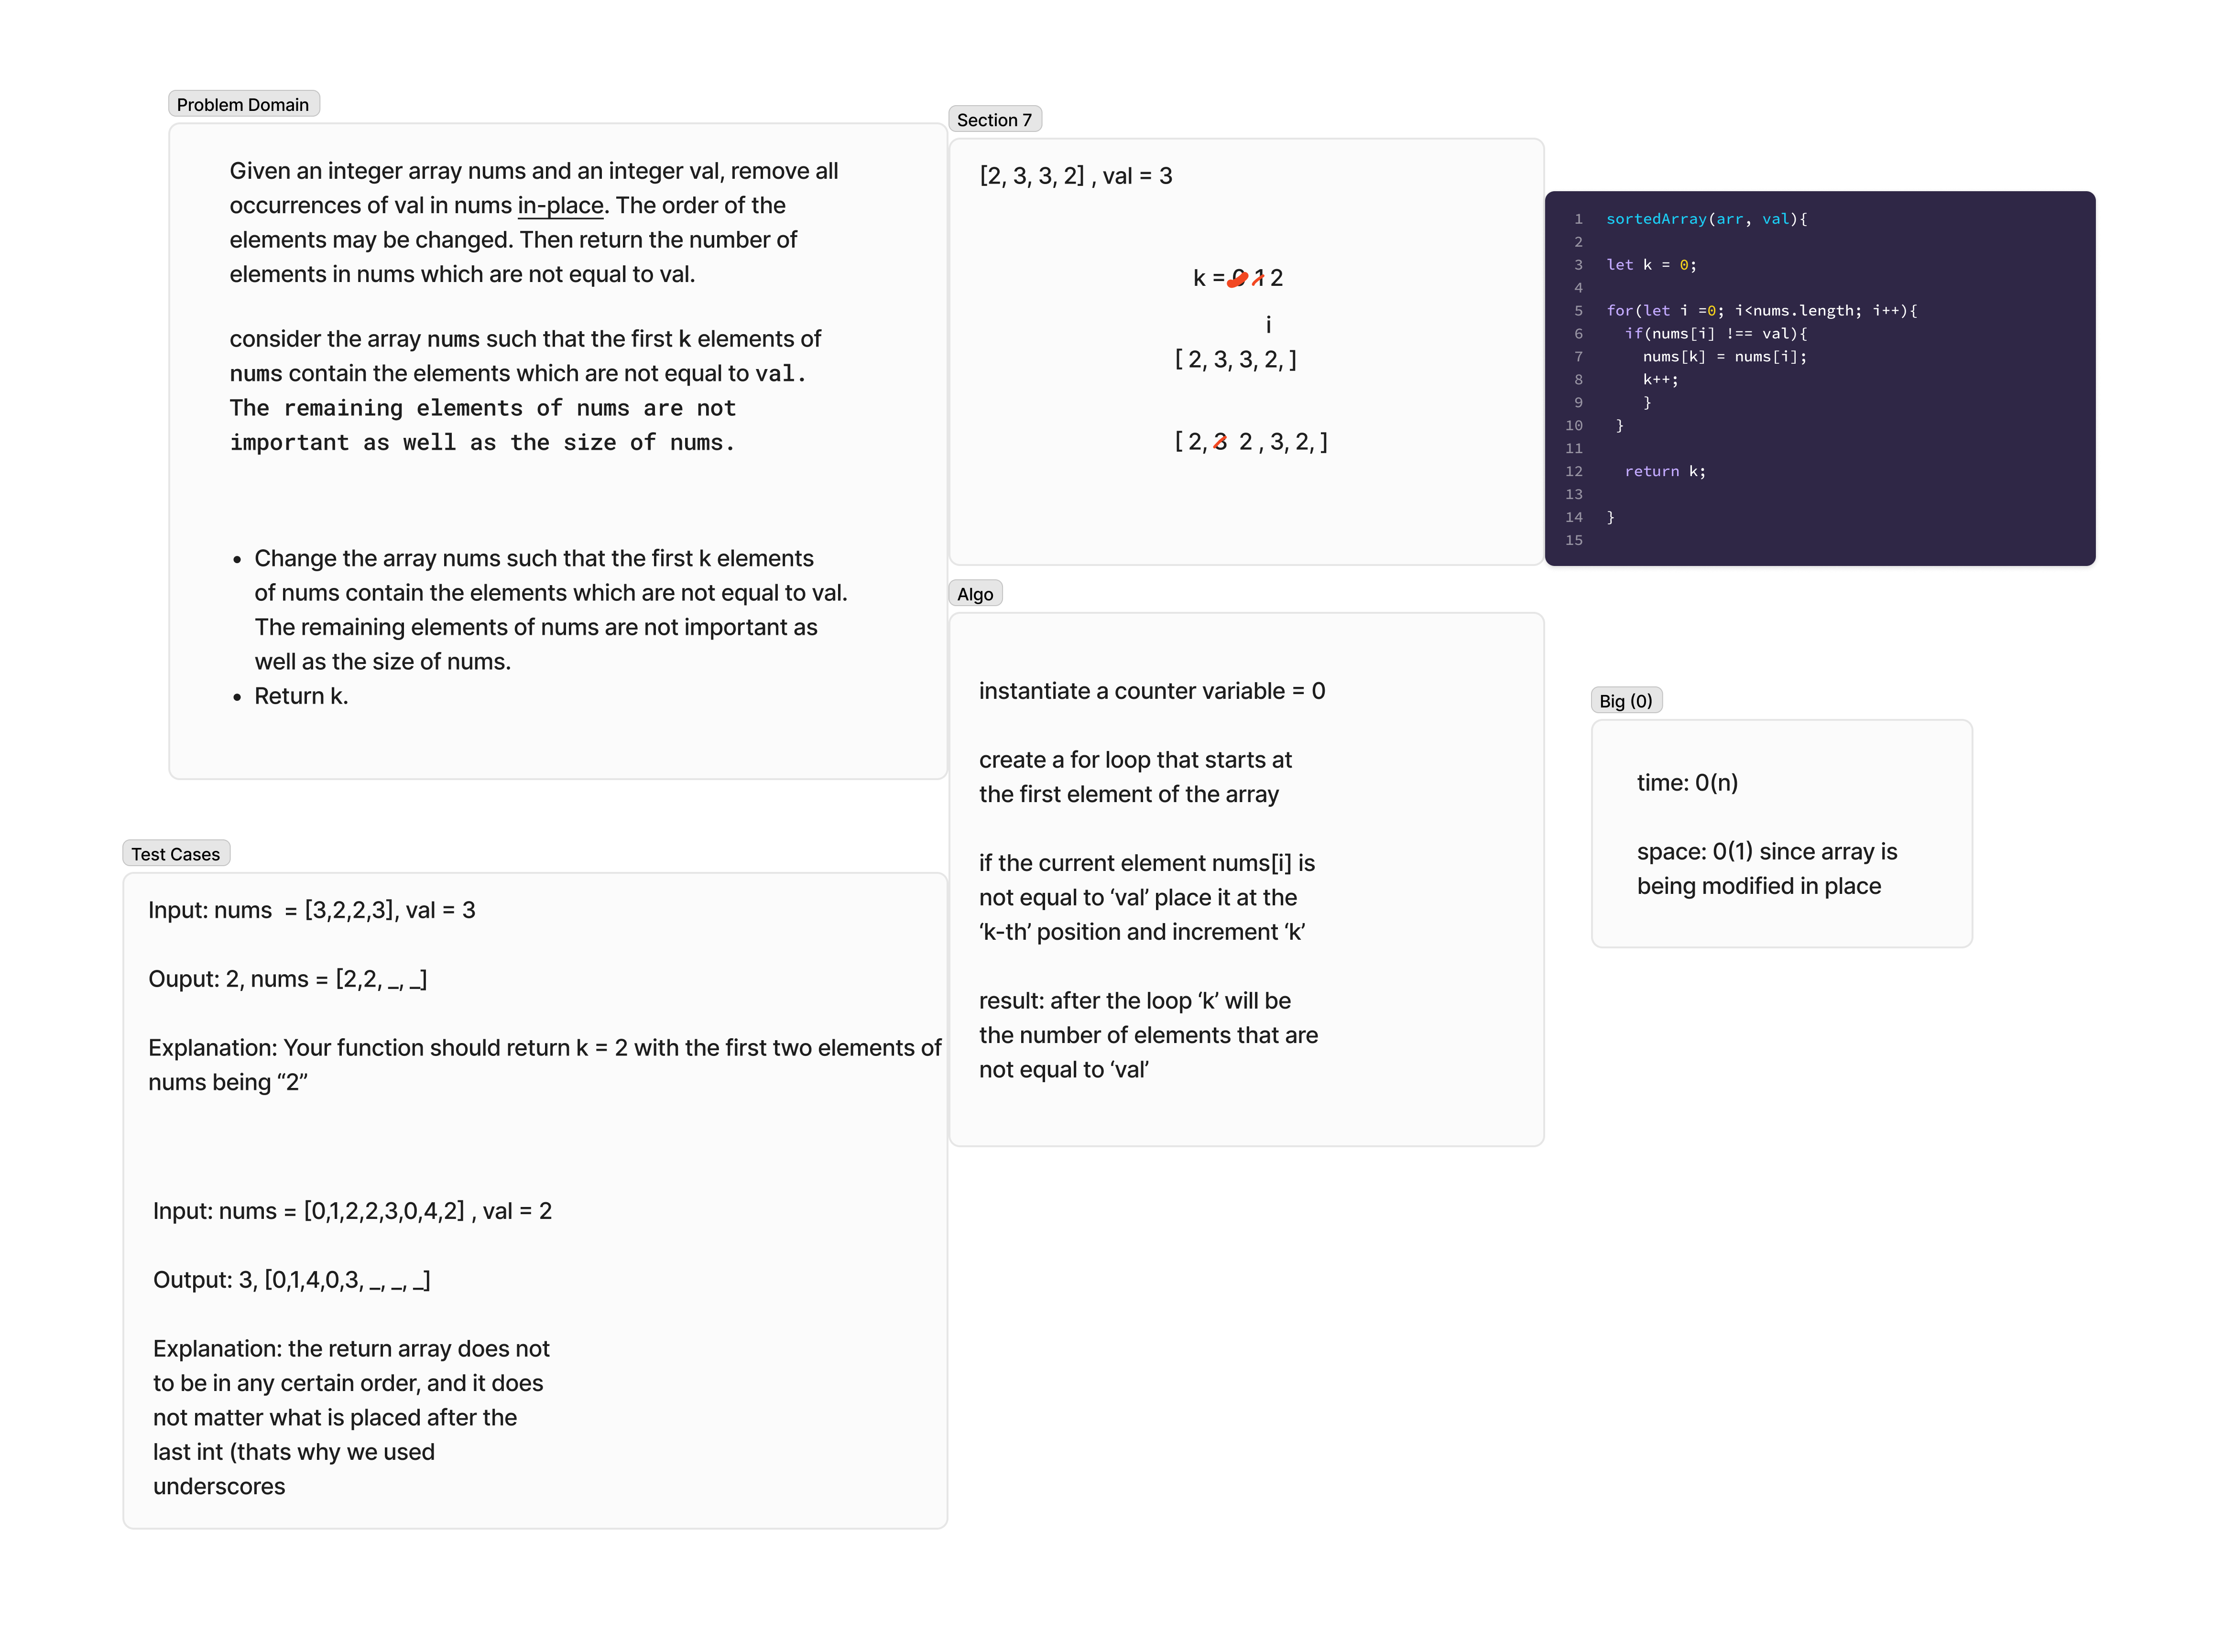 Problem Domain
Given an integer array nums and an integer val, remove all
occurrences of val in nums in-place. The order of the
elements may be changed. Then return the number of
elements in nums which are not equal to val.
consider the array nums such that the first k elements of
nums contain the elements which are not equal to val.
The remaining elements of nums are not
important as well as the size of nums.
• Change the array nums such that the first k elements
of nums contain the elements which are not equal to val.
The remaining elements of nums are not important as
well as the size of nums.
• Return k.
Test Cases
Input: nums  = [3,2,2,3], val = 3
Ouput: 2, nums = [2,2, _, _]
Explanation: Your function should return k = 2 with the first two elements of
nums being “2”
Input: nums = [0,1,2,2,3,0,4,2] , val = 2
Output: 3, [0,1,4,0,3, _, _, _]
Explanation: the return array does not
to be in any certain order, and it does
not matter what is placed after the
last int (thats why we used
underscores
Section 7
[2, 3, 3, 2] , val = 3
k = 0 1 2
i
[ 2, 3, 3, 2, ]
[ 2, 3 2 , 3, 2, ]
Algo
instantiate a counter variable = 0
create a for loop that starts at
the first element of the array
if the current element nums[i] is
not equal to ‘val’ place it at the
‘k-th’ position and increment ‘k’
result: after the loop ‘k’ will be
the number of elements that are
not equal to ‘val’
1 sortedArray(arr, val){
2
3 let k = 0;
4
5 for(let i =0; i<nums.length; i++){
6   if(nums[i] !== val){
7     nums[k] = nums[i];
8     k++;
9     }
10  }
11
12   return k;
13
14 }
15
Big (0)
time: 0(n)
space: 0(1) since array is
being modified in place